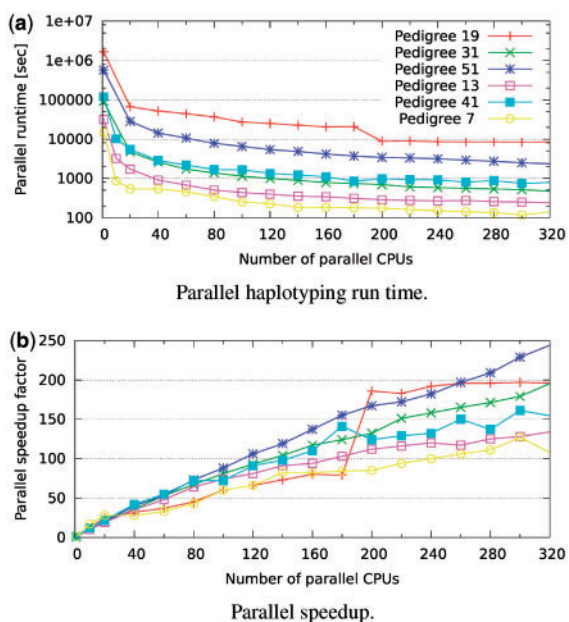 (a)
1e+07
1e+06
100000
10000
1000
100
Parallel runtime [sec]
Pedigree 19
Pedigree 31
Pedigree 51
Pedigree 13
Pedigree 41
Pedigree 7
0 40 80 120 160 200 240 280 320
Number of parallel CPUs
Parallel haplotyping run time.
(b)
250
200
150
100
50
0
Parallel speedup factor
0 40 80 120 160 200 240 280 320
Number of parallel CPUs
Parallel speedup.